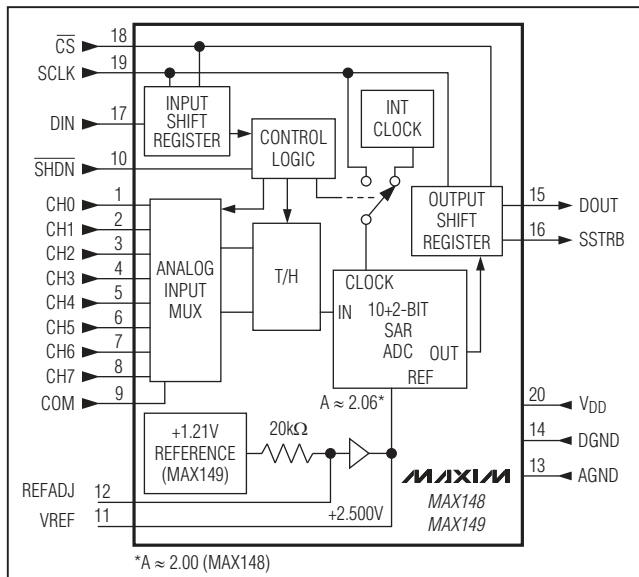 CS
18
SCLK
19
DIN
17
INPUT
SHIFT
REGISTER
SHDN
10
CONTROL
LOGIC
INT
CLOCK
OUTPUT
SHIFT
REGISTER
15
DOUT
16
SSTRB
CH0
1
CH1
2
CH2
3
CH3
4
CH4
5
CH5
6
CH6
7
CH7
8
COM
9
ANALOG
INPUT
MUX
T/H
CLOCK
IN
10+2-BIT
SAR
ADC
OUT
REF
A ≈ 2.06*
20
VDD
14
DGND
13
AGND
+1.21V
REFERENCE
(MAX149)
20kΩ
REFADJ
12
VREF
11
+2.500V
MAXIM
MAX148
MAX149
*A ≈ 2.00 (MAX148)